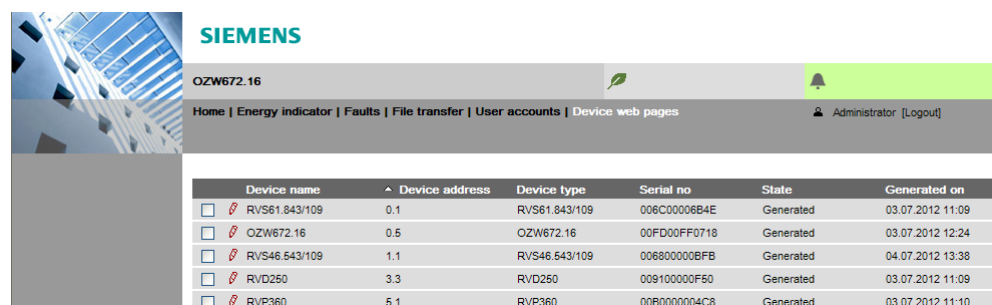 SIEMENS
OZW672.16
Home | Energy indicator | Faults | File transfer | User accounts | Device web pages Administrator [Logout]
Device name Device address Device type Serial no State Generated on
RVS61.843/109 0.1 RVS61.843/109 006C00006B4E Generated 03.07.2012 11:09
OZW672.16 0.5 OZW672.16 00FD00FF0718 Generated 03.07.2012 12:24
RVS46.543/109 1.1 RVS46.543/109 006800000BFB Generated 04.07.2012 13:38
RVD250 3.3 RVD250 009100000F50 Generated 03.07.2012 11:09
RVP360 5.1 RVP360 00B0000004C8 Generated 03.07.2012 11:10